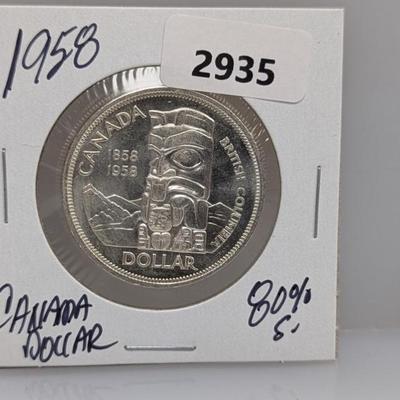 1958
2935
CANADA
1858
1958
BRITISH COLUMBIA
DOLLAR
CANADA
DOLLAR
80%
S.